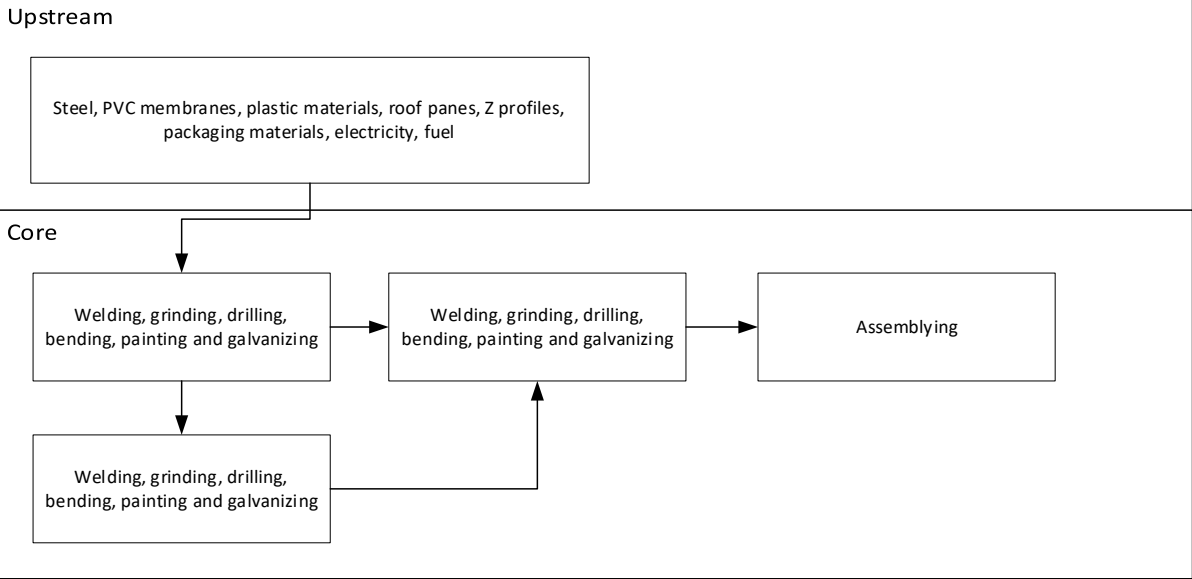 Upstream
Steel, PVC membranes, plastic materials, roof panes, Z profiles,
packaging materials, electricity, fuel
Core
Welding, grinding, drilling,
bending, painting and galvanizing
Welding, grinding, drilling,
bending, painting and galvanizing
Assemblying
Welding, grinding, drilling,
bending, painting and galvanizing